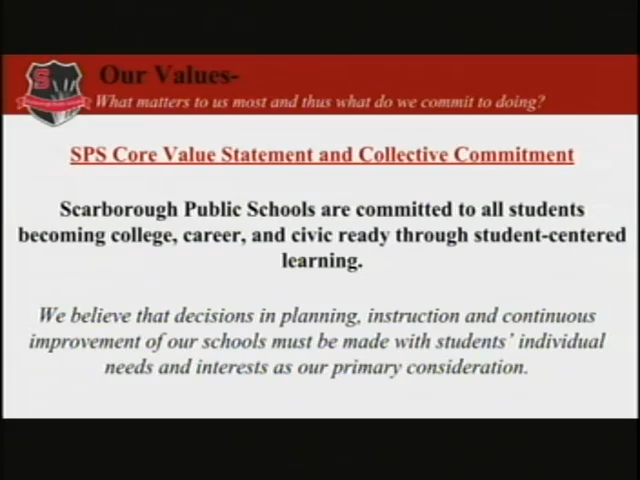 Our Values-
What matters to us most and thus what do we commit to doing?
SPS Core Value Statement and Collective Commitment
Scarborough Public Schools are committed to all students
becoming college, career, and civic ready through student-centered
learning.
We believe that decisions in planning, instruction and continuous
improvement of our schools must be made with students' individual
needs and interests as our primary consideration.